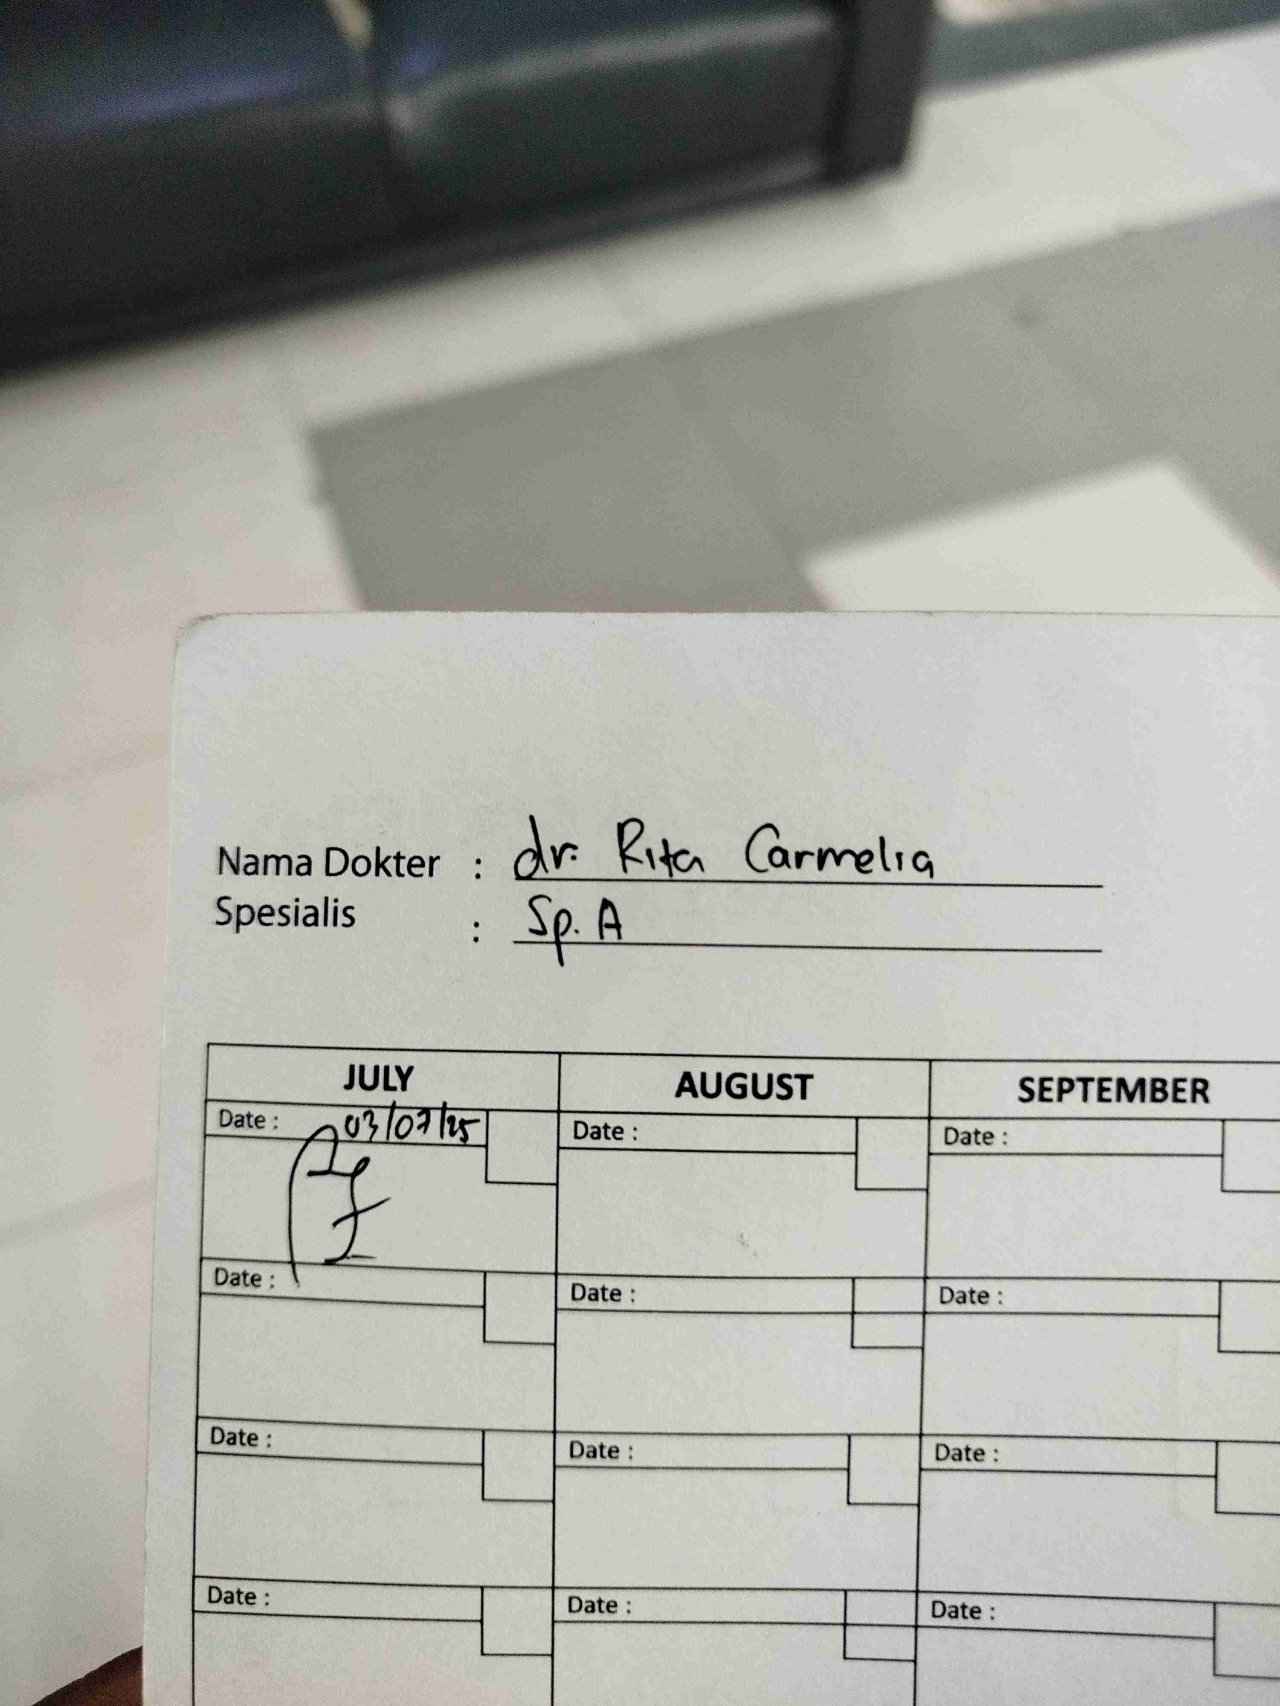 Nama Dokter : dr. Rita Carmelia
Spesialis : Sp. A
JULY AUGUST SEPTEMBER
Date : 03/07/25 Date : Date :
Date : Date : Date :
Date : Date : Date :
Date : Date : Date :